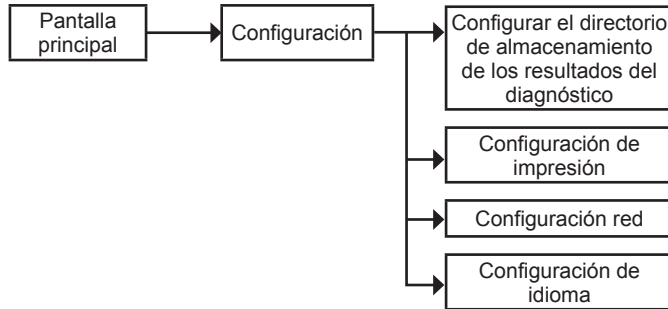 Pantalla
principal
Configuración
Configurar el directorio
de almacenamiento
de los resultados del
diagnóstico
Configuración de
impresión
Configuración red
Configuración de
idioma